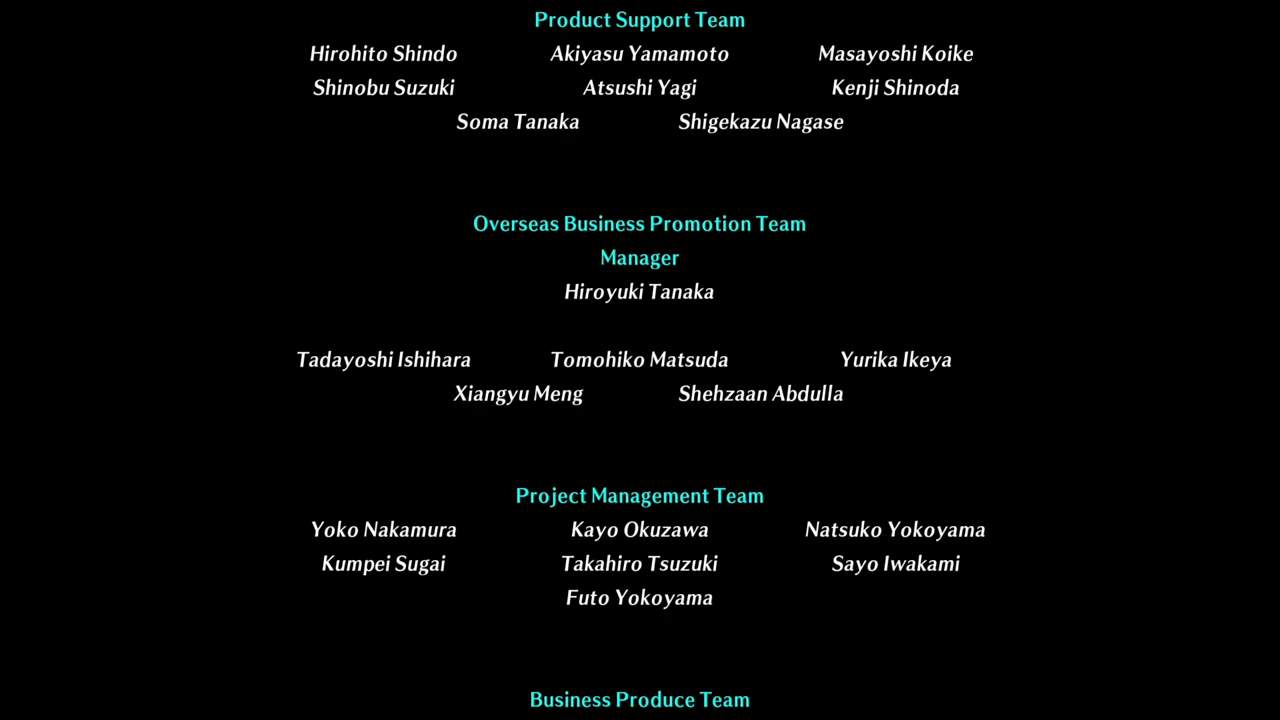 Product Support Team
Hirohito Shindo Akiyasu Yamamoto Masayoshi Koike
Shinobu Suzuki Atsushi Yagi Kenji Shinoda
Soma Tanaka Shigekazu Nagase
Overseas Business Promotion Team
Manager
Hiroyuki Tanaka
Tadayoshi Ishihara Tomohiko Matsuda Yurika Ikeya
Xiangyu Meng Shehzaan Abdulla
Project Management Team
Yoko Nakamura Kayo Okuzawa Natsuko Yokoyama
Kumpei Sugai Takahiro Tsuzuki Sayo Iwakami
Futo Yokoyama
Business Produce Team